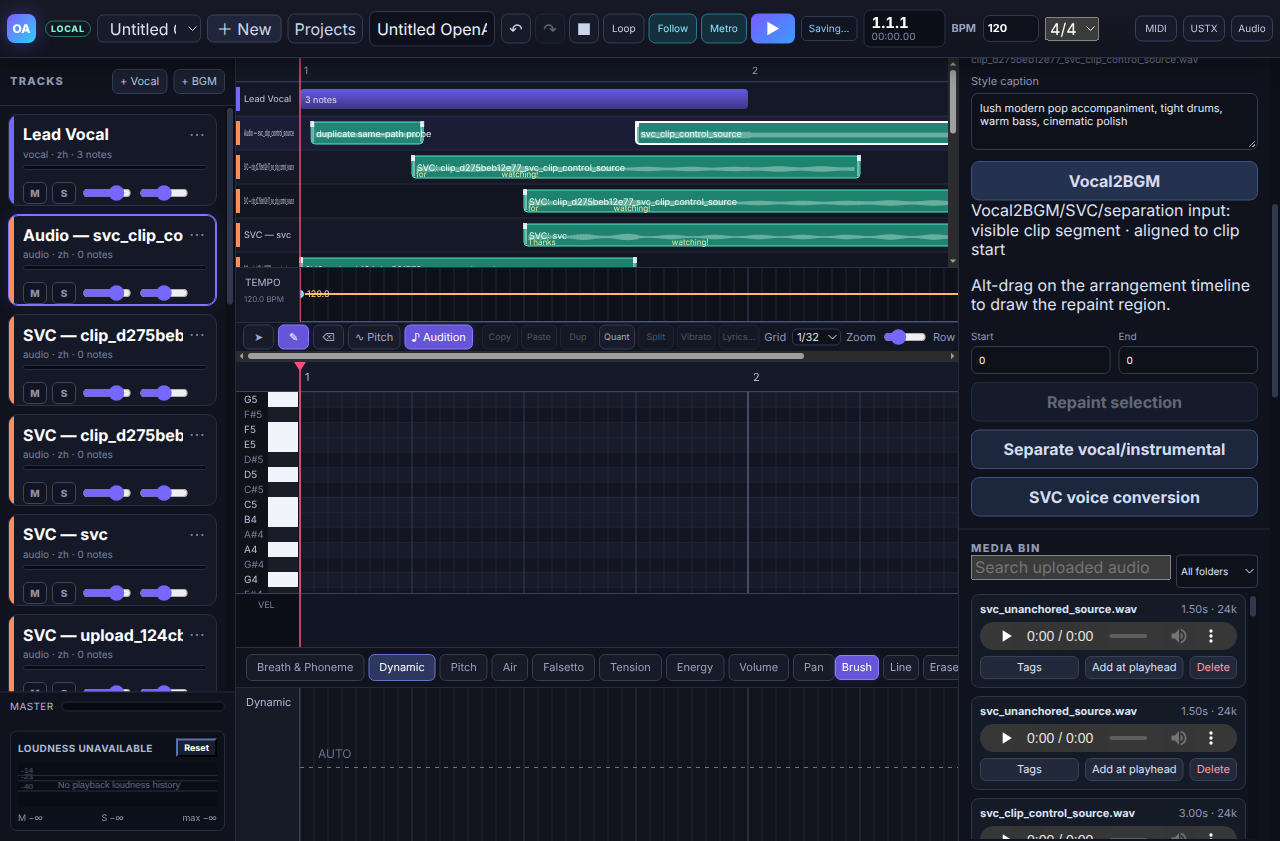 OA LOCAL Untitled ( + New Projects Untitled OpenA Loop Follow Metro Saving... 1.1.1 00:00.00 BPM 120 4/4 MIDI USTX Audio
TRACKS + Vocal + BGM
Lead Vocal
vocal · zh · 3 notes
M S
Audio — svc_clip_co
audio · zh · 0 notes
M S
SVC — clip_d275beb
audio · zh · 0 notes
M S
SVC — clip_d275beb
audio · zh · 0 notes
M S
SVC — svc
audio · zh · 0 notes
M S
SVC — upload_124cb
audio · zh · 0 notes
M S
MASTER
LOUDNESS UNAVAILABLE Reset
-14
-23
-40
No playback loudness history
M −∞ S −∞ max −∞
1 2
Lead Vocal 3 notes
duplicate same-path probe svc_clip_control_source
SVC: clip_d275beb12e77_svc_clip_control_source
for watching!
SVC: clip_d275beb12e77_svc_clip_control_source
for watching!
SVC — svc SVC: svc
Thanks watching!
TEMPO
120.0 BPM
120.0
Pitch Audition Copy Paste Dup Quant Split Vibrato Lyrics... Grid 1/32 Zoom Row
1 2
G5
F#5
F5
E5
D#5
D5
C#5
C5
B4
A#4
A4
G#4
G4
F#4
VEL
Breath & Phoneme Dynamic Pitch Air Falsetto Tension Energy Volume Pan Brush Line Erase
Dynamic
AUTO
clip_d275beb12e77_svc_clip_control_source.wav
Style caption
lush modern pop accompaniment, tight drums,
warm bass, cinematic polish
Vocal2BGM
Vocal2BGM/SVC/separation input:
visible clip segment · aligned to clip
start
Alt-drag on the arrangement timeline
to draw the repaint region.
Start End
0 0
Repaint selection
Separate vocal/instrumental
SVC voice conversion
MEDIA BIN
Search uploaded audio All folders
svc_unanchored_source.wav 1.50s · 24k
0:00 / 0:00
Tags Add at playhead Delete
svc_unanchored_source.wav 1.50s · 24k
0:00 / 0:00
Tags Add at playhead Delete
svc_clip_control_source.wav 3.00s · 24k
0:00 / 0:00